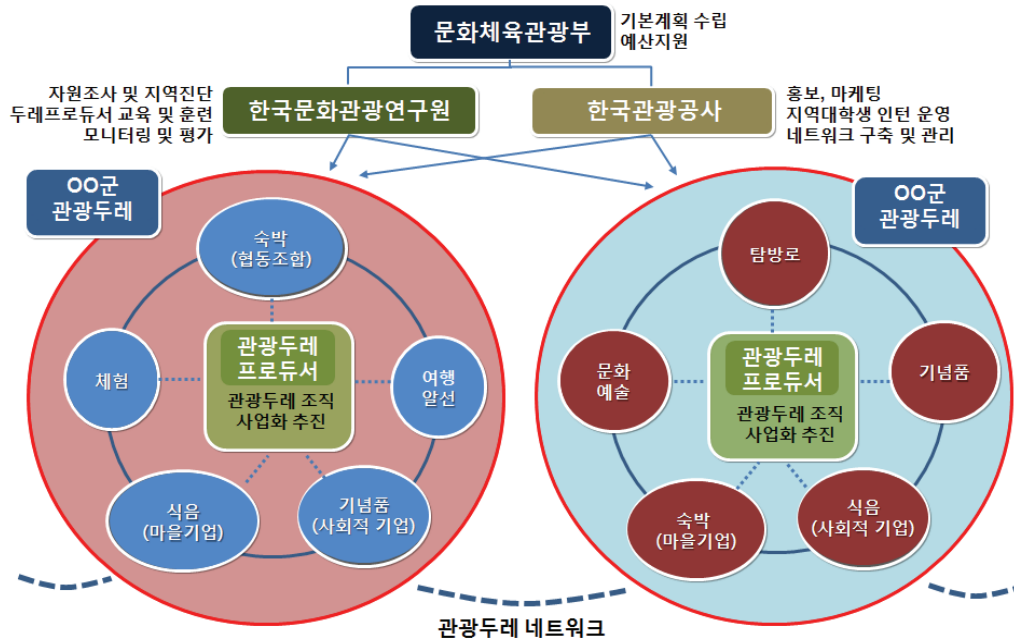 문화체육관광부
기본계획 수립
예산지원
자원조사 및 지역진단
두레프로듀서 교육 및 훈련
모니터링 및 평가
한국문화관광연구원
한국관광공사
홍보, 마케팅
지역대학생 인턴 운영
네트워크 구축 및 관리
OO군
관광두레
숙박
(협동조합)
체험
관광두레
프로듀서
관광두레 조직
사업화 추진
여행
알선
식음
(마을기업)
기념품
(사회적 기업)
OO군
관광두레
탐방로
문화
예술
관광두레
프로듀서
관광두레 조직
사업화 추진
기념품
숙박
(마을기업)
식음
(사회적 기업)
관광두레 네트워크